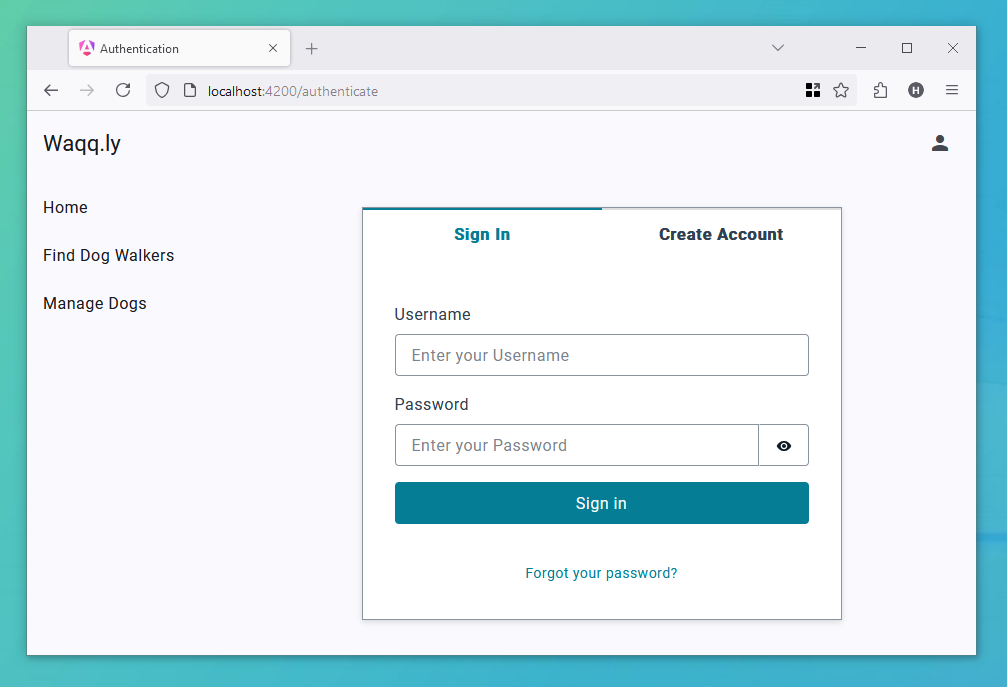 Authentication
localhost:4200/authenticate
H
Waqq.ly
Home
Find Dog Walkers
Manage Dogs
Sign In
Create Account
Username
Enter your Username
Password
Enter your Password
Sign in
Forgot your password?